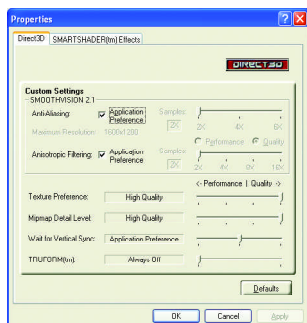 Properties
Direct3D
SMARTSHADER(tm) Effects
DIRECT3D
Custom Settings
SMOOTHVISION 2.1
Anti-Aliasing:
Application Preference
Samples:
2X
2X 4X 6X
Maximum Resolution: 1600x1200
Performance Quality
Anisotropic Filtering:
Application Preference
Samples:
2X
2X 4X 8X 16X
<- Performance | Quality ->
Texture Preference: High Quality
Mipmap Detail Level: High Quality
Wait for Vertical Sync: Application Preference
TRUFORM(tm): Always Off
Defaults
OK Cancel Apply